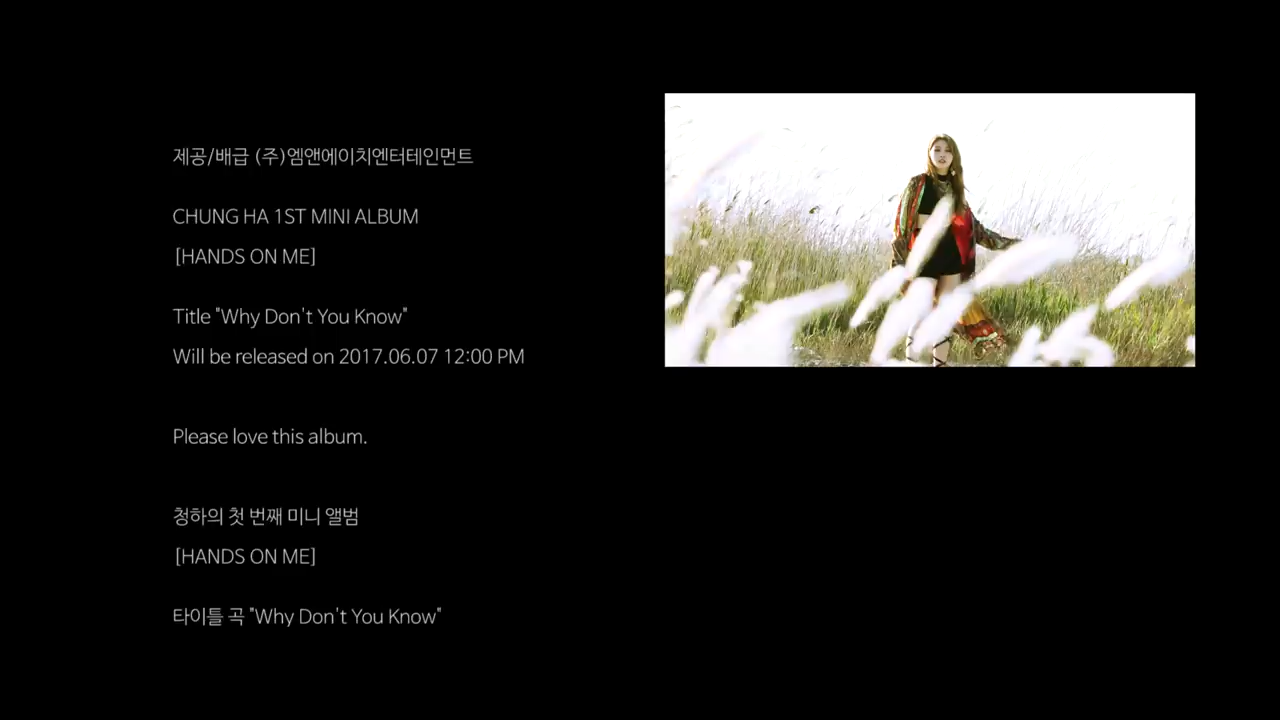 제공/배급 (주)엠앤에이치엔터테인먼트
CHUNG HA 1ST MINI ALBUM
[HANDS ON ME]
Title "Why Don't You Know"
Will be released on 2017.06.07 12:00 PM
Please love this album.
청하의 첫 번째 미니 앨범
[HANDS ON ME]
타이틀 곡 "Why Don't You Know"